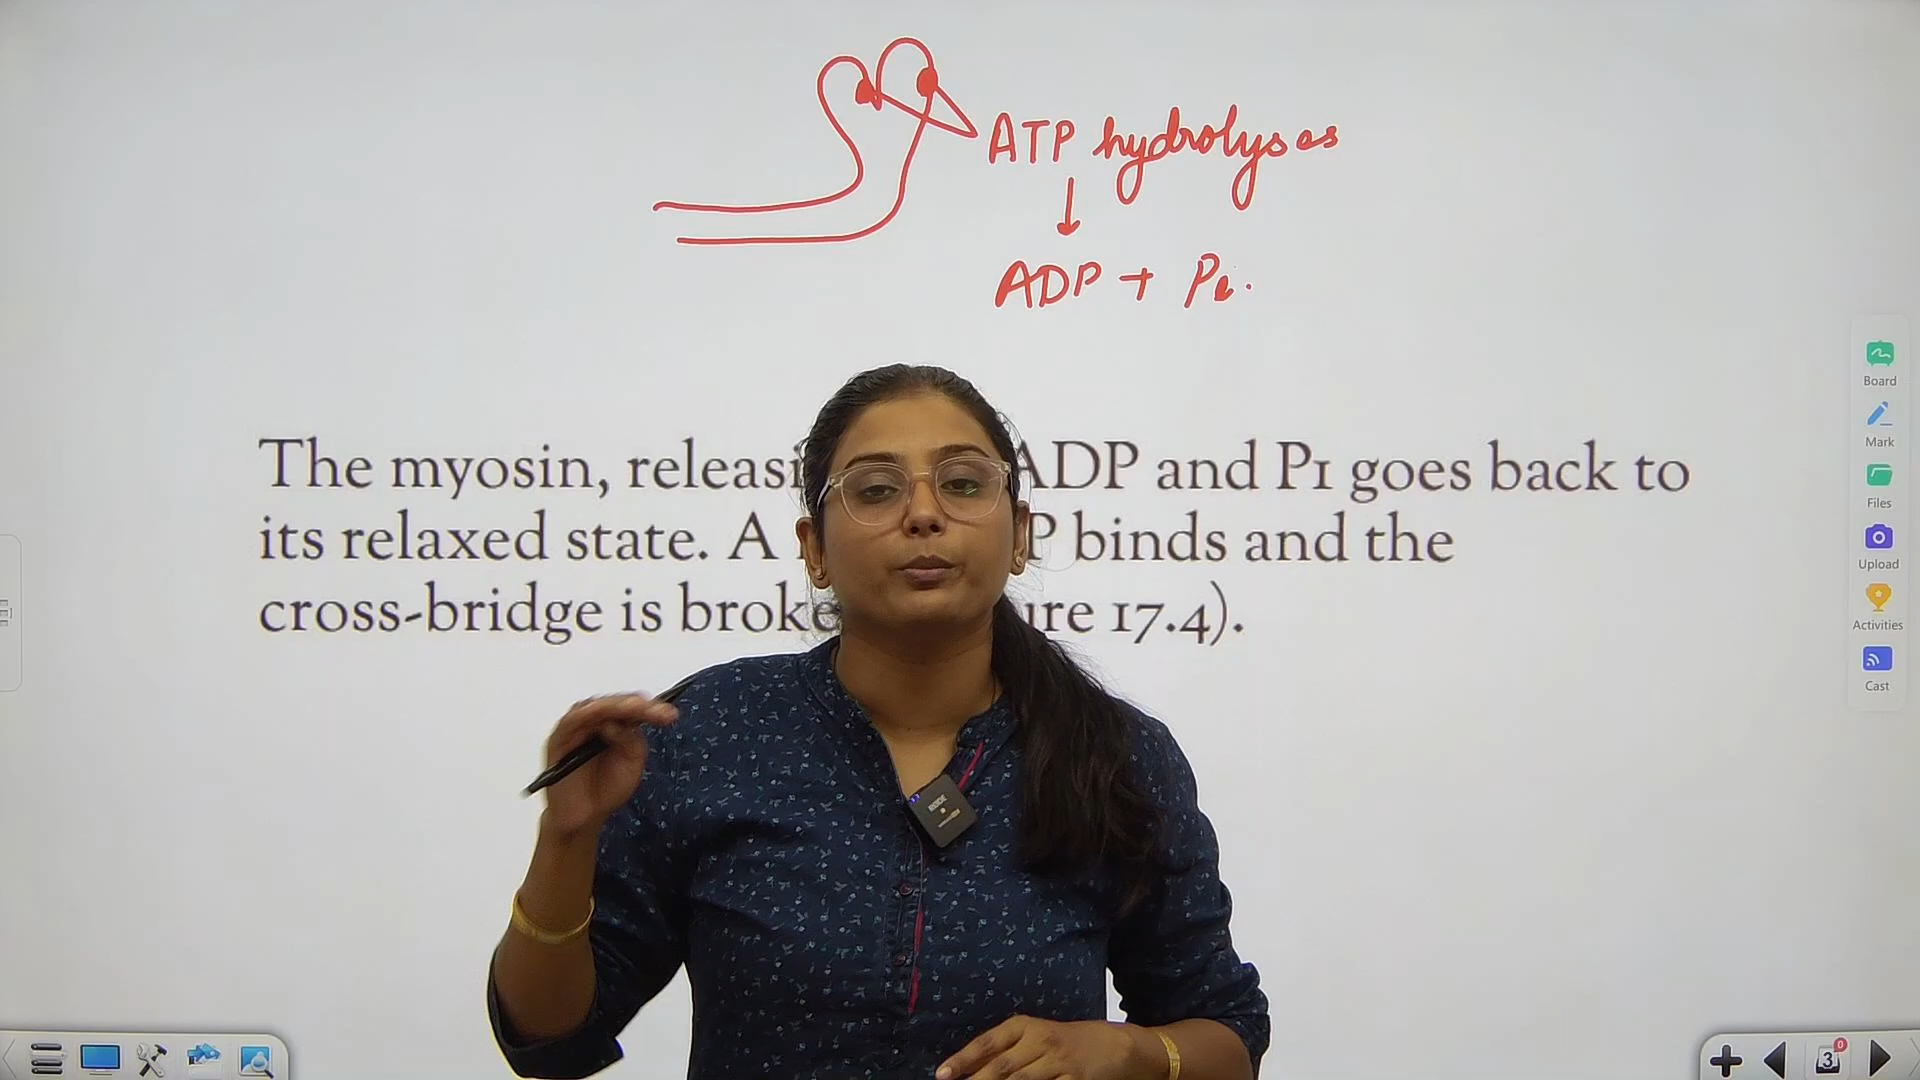 ATP hydrolyses
ADP + Pi.
The myosin, releasi ADP and P1 goes back to
its relaxed state. A P binds and the
cross-bridge is broke ure 17.4).
Board
Mark
Files
Upload
Activities
Cast
3
0